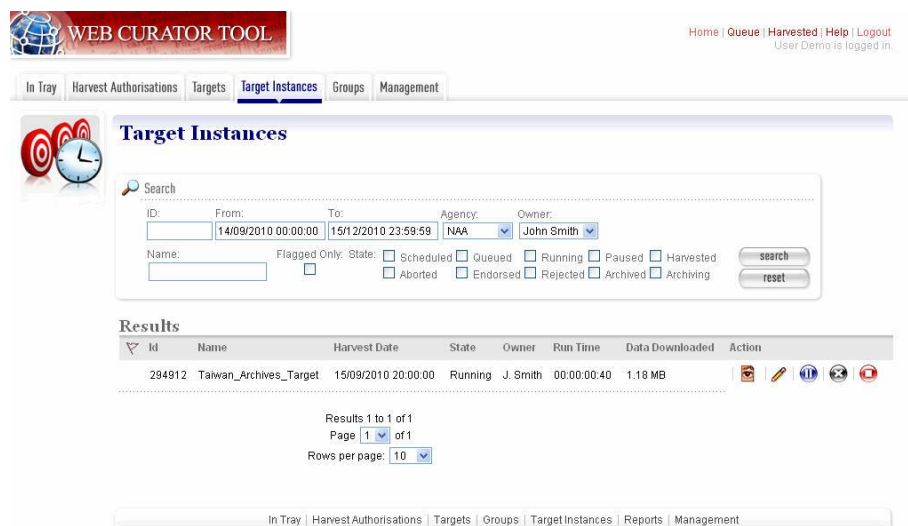 WEB CURATOR TOOL
Home | Queue | Harvested | Help | Logout
User Demo is logged in.
In Tray Harvest Authorisations Targets Target Instances Groups Management
Target Instances
Search
ID: From: To: Agency: Owner:
14/09/2010 00:00:00 15/12/2010 23:59:59 NAA John Smith
Name: Flagged Only: State: Scheduled Queued Running Paused Harvested search
Aborted Endorsed Rejected Archived Archiving reset
Results
Id Name Harvest Date State Owner Run Time Data Downloaded Action
294912 Taiwan_Archives_Target 15/09/2010 20:00:00 Running J. Smith 00:00:00:40 1.18 MB
Results 1 to 1 of 1
Page 1 of 1
Rows per page: 10
In Tray | Harvest Authorisations | Targets | Groups | Target Instances | Reports | Management